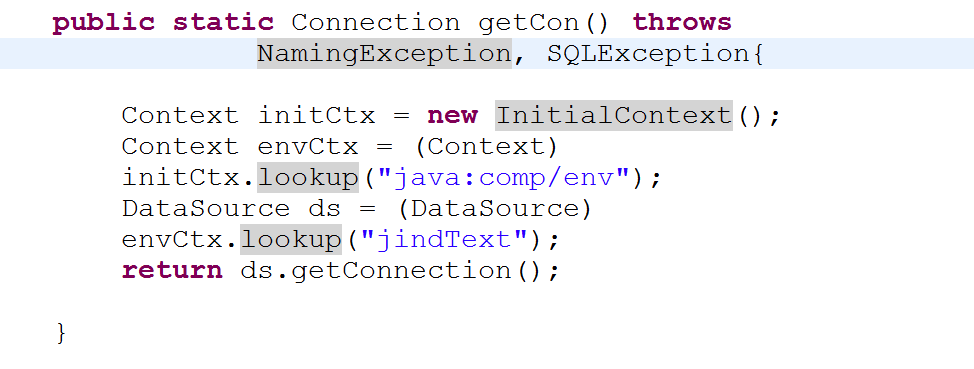 public static Connection getCon() throws
NamingException, SQLException{
Context initCtx = new InitialContext();
Context envCtx = (Context)
initCtx.lookup("java:comp/env");
DataSource ds = (DataSource)
envCtx.lookup("jindText");
return ds.getConnection();
}